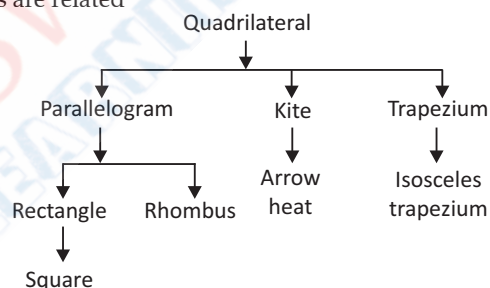 s are related
Quadrilateral
Parallelogram Kite Trapezium
Arrow
heat
Isosceles
trapezium
Rectangle Rhombus
Square